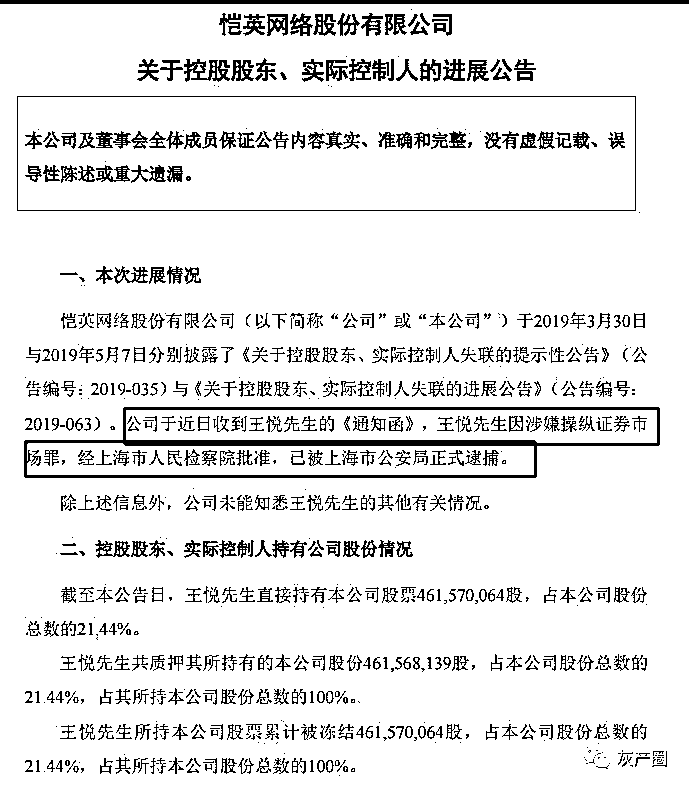 恺英网络股份有限公司
关于控股股东、实际控制人的进展公告
本公司及董事会全体成员保证公告内容真实、准确和完整，没有虚假记载、误
导性陈述或重大遗漏。
一、本次进展情况
恺英网络股份有限公司（以下简称“公司”或“本公司”）于2019年3月30日
与2019年5月7日分别披露了《关于控股股东、实际控制人失联的提示性公告》（公
告编号：2019-035）与《关于控股股东、实际控制人失联的进展公告》（公告编号：
2019-063）。公司于近日收到王悦先生的《通知函》，王悦先生因涉嫌操纵证券市
场罪，经上海市人民检察院批准，已被上海市公安局正式逮捕。
除上述信息外，公司未能知悉王悦先生的其他有关情况。
二、控股股东、实际控制人持有公司股份情况
截至本公告日，王悦先生直接持有本公司股票461,570,064股，占本公司股份
总数的21.44%。
王悦先生共质押其所持有的本公司股份461,568,139股，占本公司股份总数的
21.44%，占其所持本公司股份总数的100%。
王悦先生所持本公司股票累计被冻结461,570,064股，占本公司股份总数的
21.44%，占其所持本公司股份总数的100%。
灰产圈